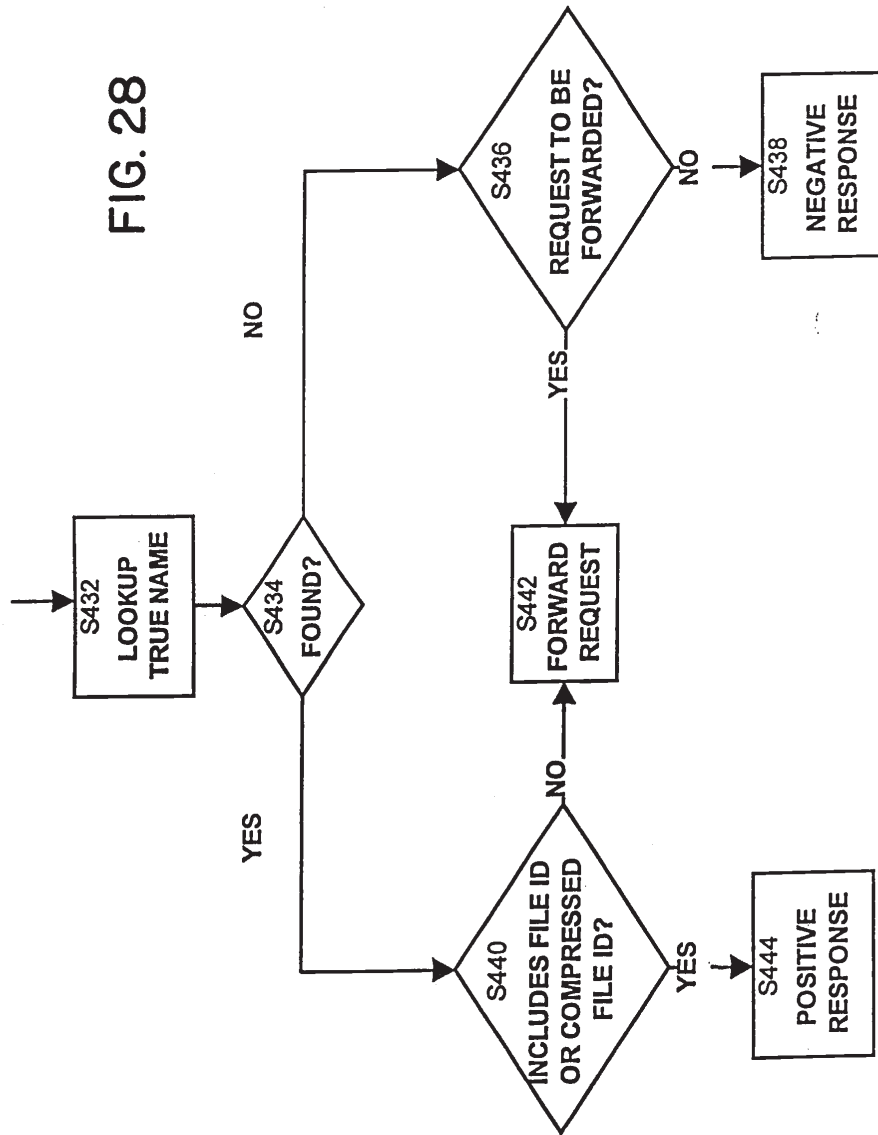 FIG. 28
S432
LOOKUP
TRUE NAME
S434
FOUND?
YES
NO
S440
INCLUDES FILE ID
OR COMPRESSED
FILE ID?
NO
YES
S442
FORWARD
REQUEST
S436
REQUEST TO BE
FORWARDED?
YES
NO
S444
POSITIVE
RESPONSE
S438
NEGATIVE
RESPONSE